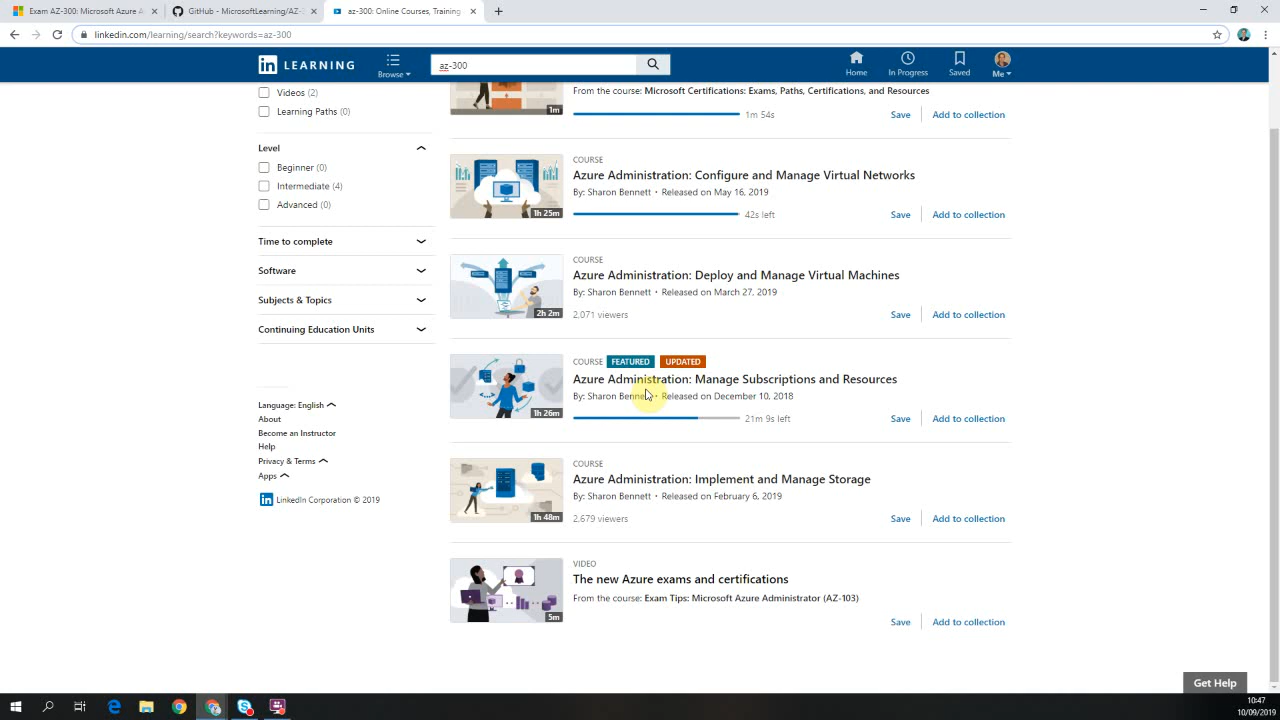 Exam AZ-300: Microsoft Azure A
GitHub - MicrosoftLearning/AZ-3
az-300: Online Courses, Training
linkedin.com/learning/search?keywords=az-300
in LEARNING
Browse
az-300
Home
In Progress
Saved
Me
Videos (2)
Learning Paths (0)
Level
Beginner (0)
Intermediate (4)
Advanced (0)
Time to complete
Software
Subjects & Topics
Continuing Education Units
Language: English
About
Become an Instructor
Help
Privacy & Terms
Apps
in LinkedIn Corporation © 2019
1m
From the course: Microsoft Certifications: Exams, Paths, Certifications, and Resources
1m 54s
Save
Add to collection
1h 25m
COURSE
Azure Administration: Configure and Manage Virtual Networks
By: Sharon Bennett • Released on May 16, 2019
42s left
Save
Add to collection
2h 2m
COURSE
Azure Administration: Deploy and Manage Virtual Machines
By: Sharon Bennett • Released on March 27, 2019
2,071 viewers
Save
Add to collection
1h 26m
COURSE FEATURED UPDATED
Azure Administration: Manage Subscriptions and Resources
By: Sharon Bennett • Released on December 10, 2018
21m 9s left
Save
Add to collection
1h 48m
COURSE
Azure Administration: Implement and Manage Storage
By: Sharon Bennett • Released on February 6, 2019
2,679 viewers
Save
Add to collection
5m
VIDEO
The new Azure exams and certifications
From the course: Exam Tips: Microsoft Azure Administrator (AZ-103)
Save
Add to collection
Get Help
10:47
10/09/2019